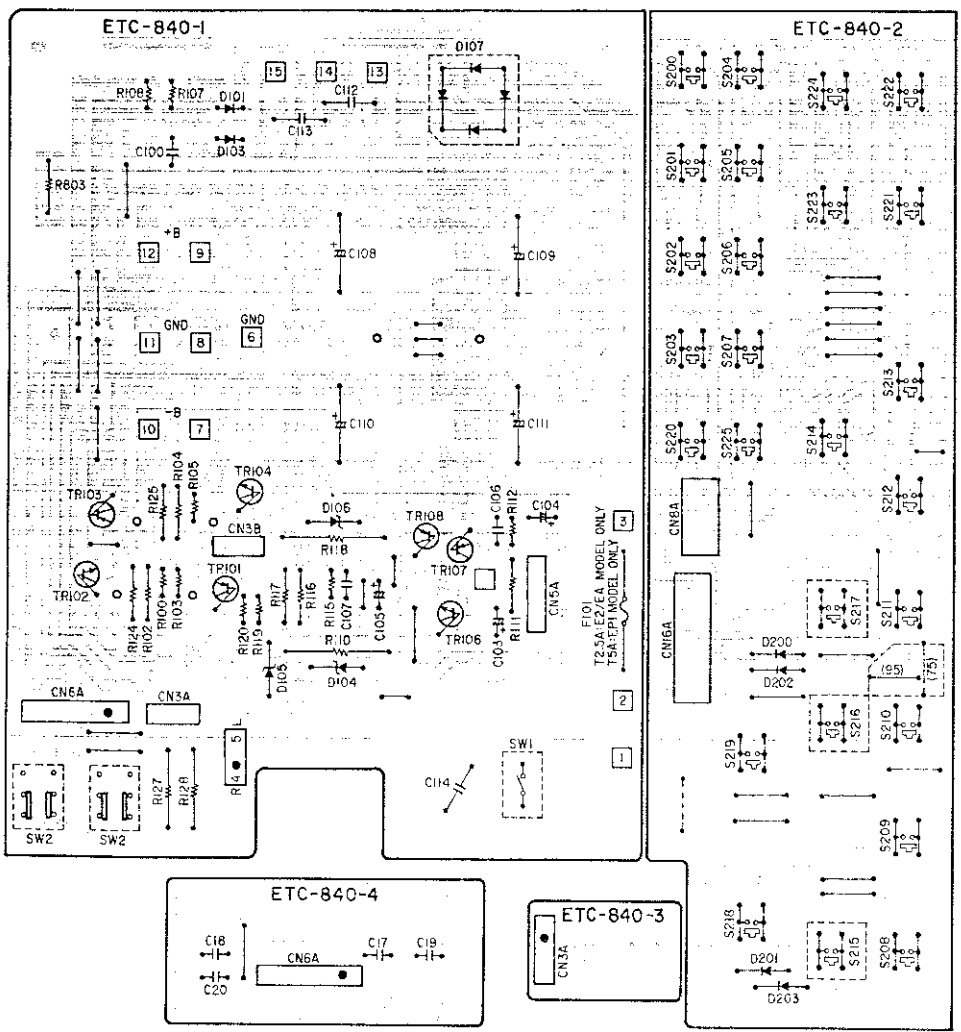 ETC-840-1
D107
15
14
13
R108
R107
D101
C112
C113
C100
D103
R803
+B
12
9
C108
C109
GND
GND
11
8
6
-B
10
7
C110
C111
TR103
R125
R104
R105
TR104
CN3B
D106
R118
TR108
TR107
C106
R112
C104
3
TR102
R124
R102
R100
R103
TR101
R120
R119
R117
R116
R115
C107
C105
R110
D105
D104
TR106
C103
R111
CN5A
F101
T2.5A:E2/EA MODEL ONLY
T5A:EP1 MODEL ONLY
CN6A
CN3A
L
5
R4
2
1
SW2
SW2
R127
R128
C114
SW1
ETC-840-2
S200
S204
S224
S222
S201
S205
S223
S221
S202
S206
S203
S207
S213
S220
S225
S214
CN8A
S212
CN16A
S217
S211
D200
D202
(95)
(75)
S216
S210
S219
S209
S218
S215
S208
D201
D203
ETC-840-4
C18
C20
CN6A
C17
C19
ETC-840-3
CN3A